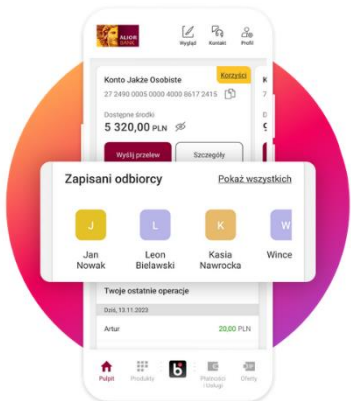 ALIOR
BANK
Wygląd Kontakt Profil
Konto Jakże Osobiste Korzyści K
27 2490 0005 0000 4000 8617 2415
Dostępne środki
5 320,00 PLN
Wyślij przelew Szczegóły
Zapisani odbiorcy Pokaż wszystkich
J L K W
Jan Leon Kasia Wince
Nowak Bielawski Nawrocka
Twoje ostatnie operacje
Dziś, 13.11.2023
Artur 20,00 PLN
Pulpit Produkty Płatności Oferty
i Usługi